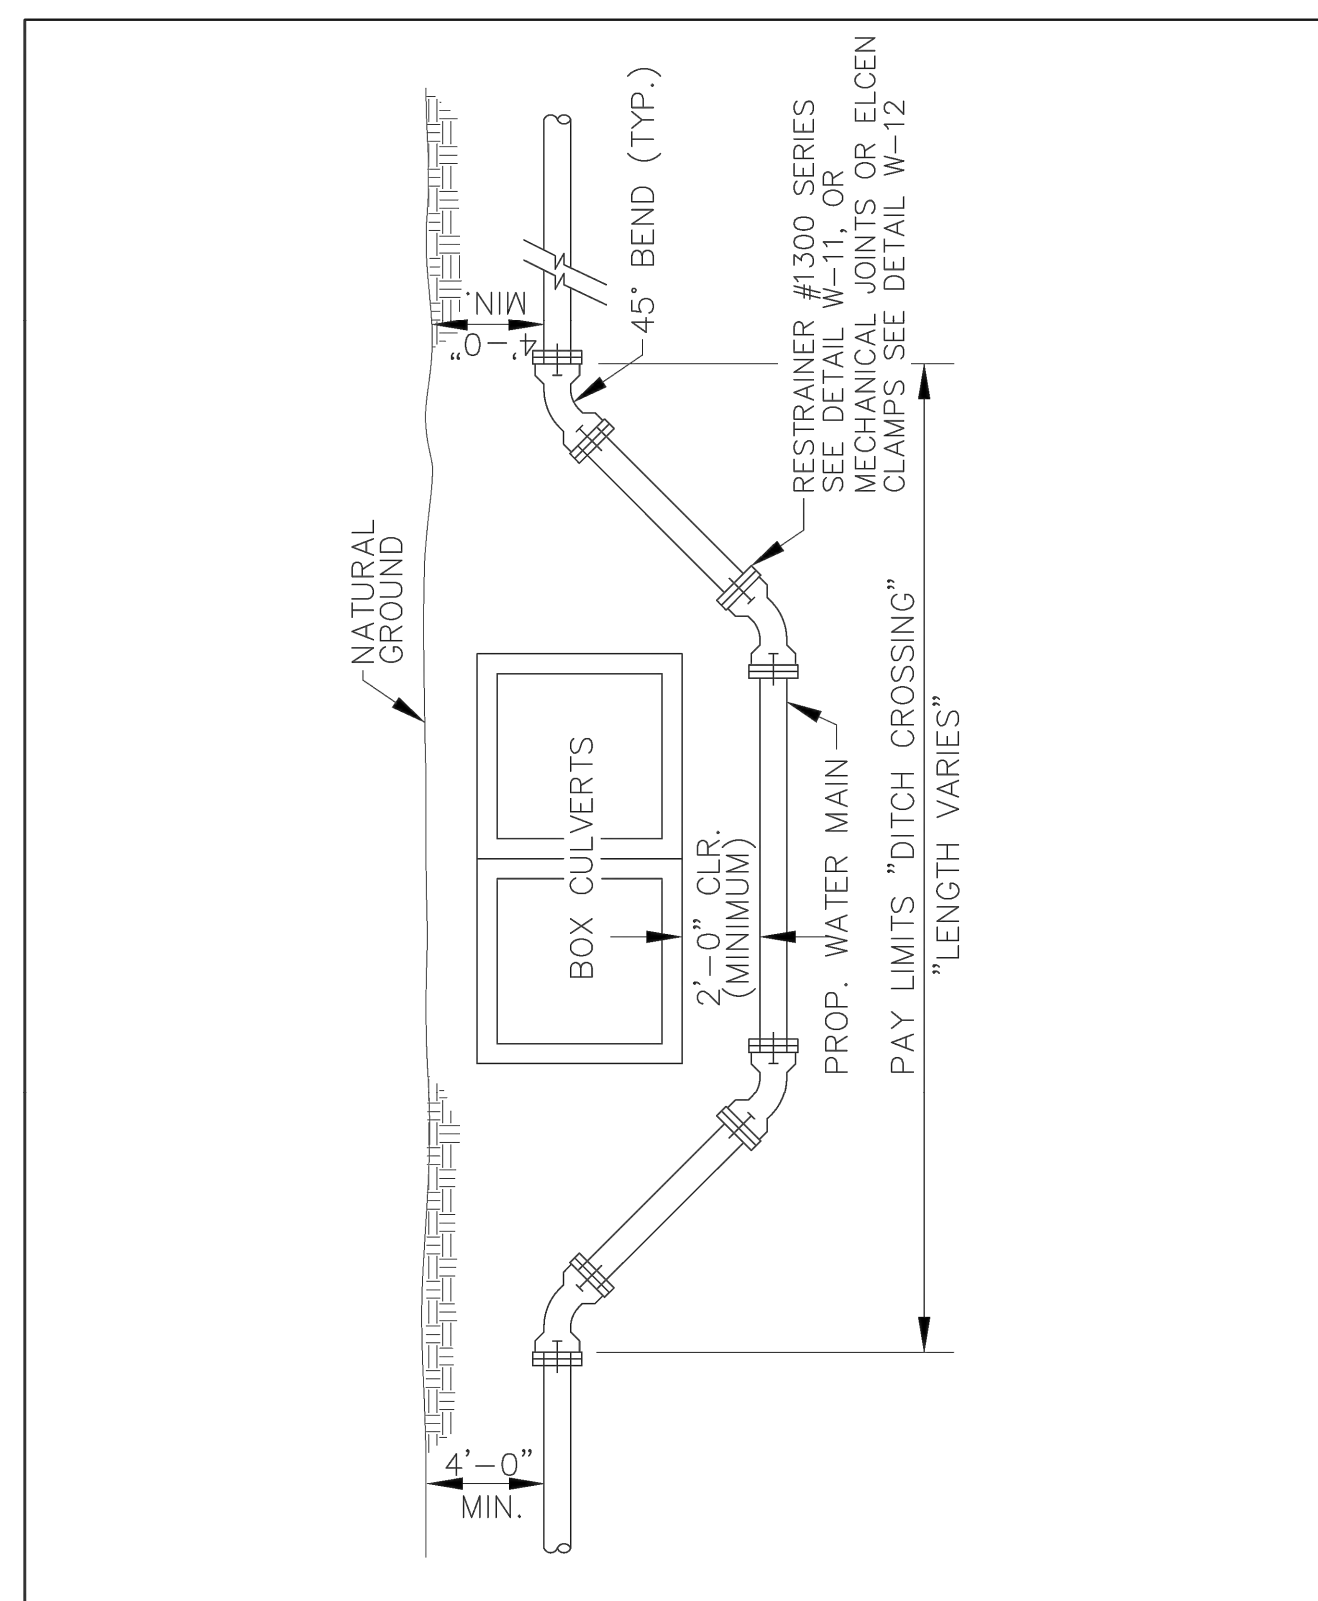 NATURAL
GROUND
4'-0"
MIN.
4'-0"
MIN.
BOX CULVERTS
45° BEND (TYP.)
2'-0" CLR.
(MINIMUM)
RESTRAINER #1300 SERIES
SEE DETAIL W-11, OR
MECHANICAL JOINTS OR ELCEN
CLAMPS SEE DETAIL W-12
PROP. WATER MAIN
PAY LIMITS "DITCH CROSSING"
"LENGTH VARIES"